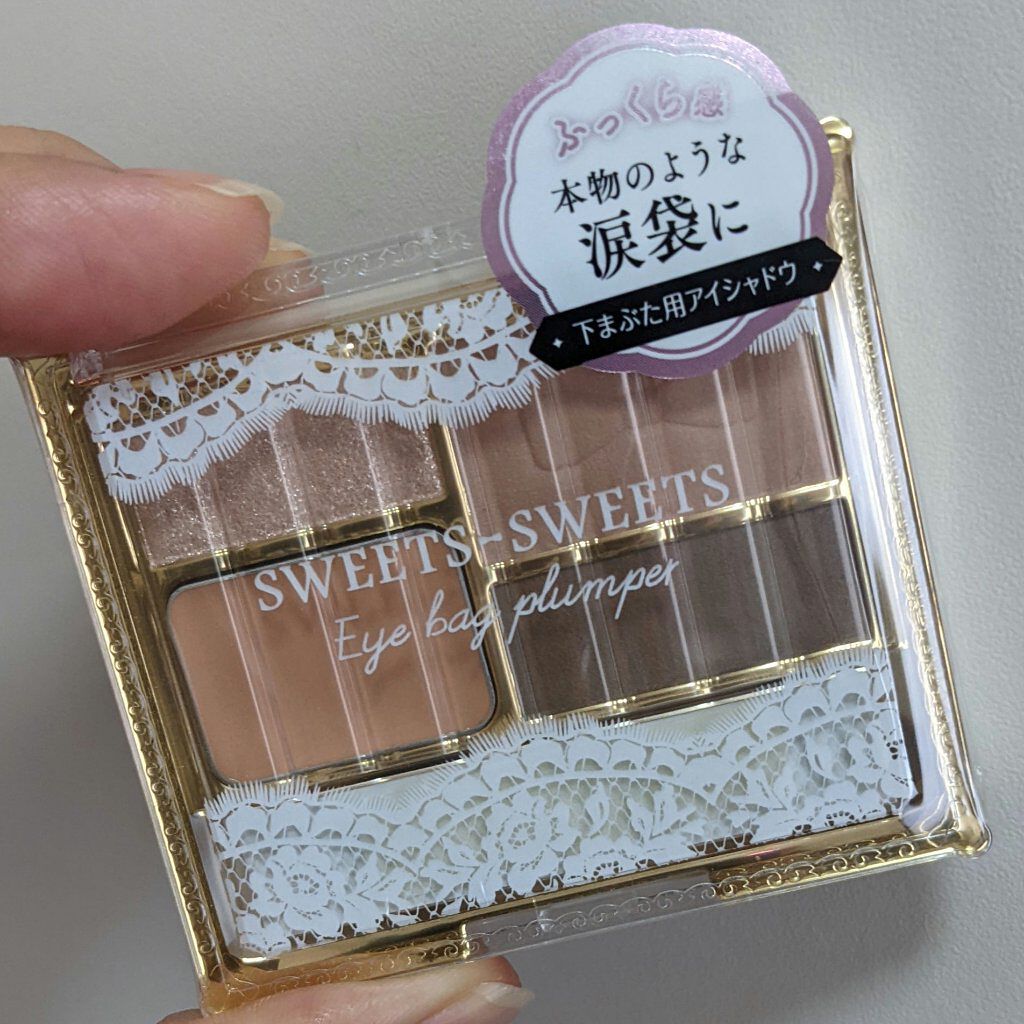 ふっくら感
本物のような
涙袋に
下まぶた用アイシャドウ
SWEETS~SWEETS
Eye bag plumper